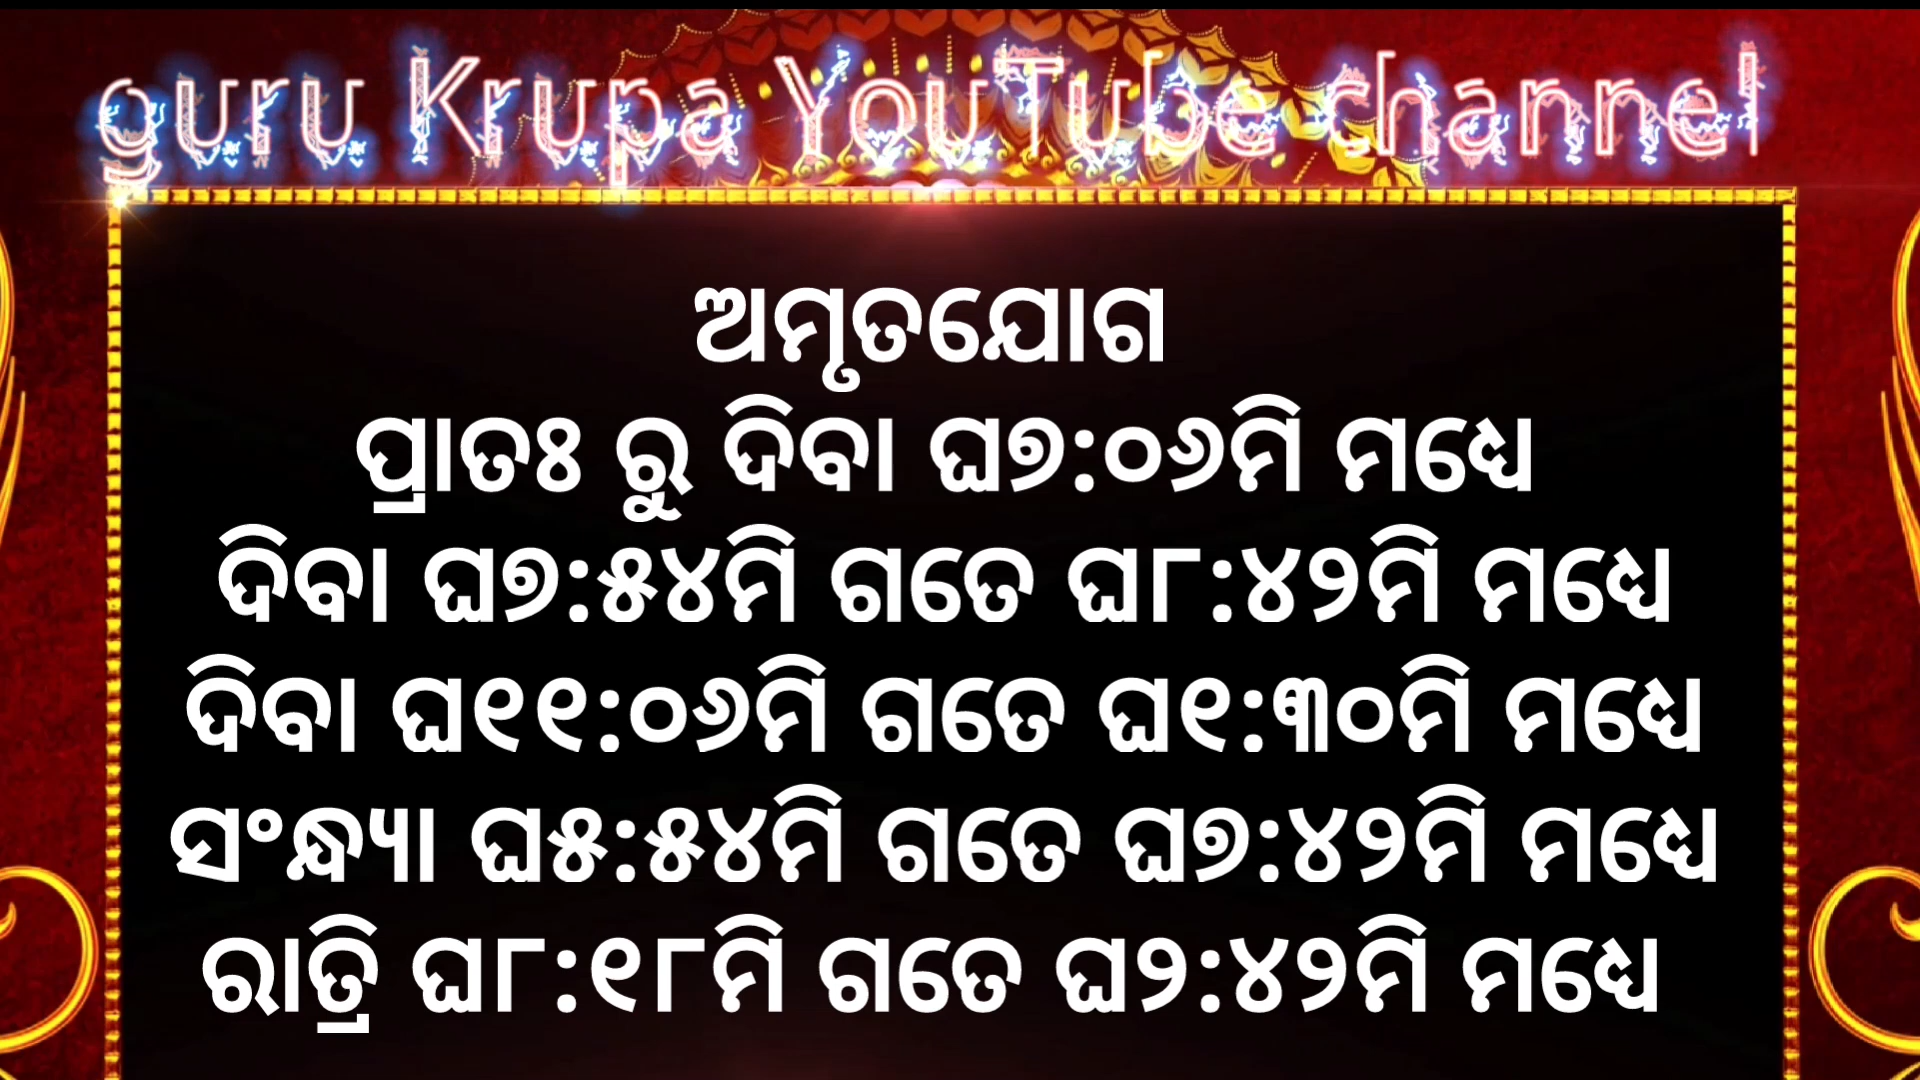 guru Krupa YouTube channel
ଅମୃତଯୋଗ
ପ୍ରାତଃ ରୁ ଦିବା ଘ୭:୦୬ମି ମଧ୍ୟେ
ଦିବା ଘ୭:୫୪ମି ଗତେ ଘ୮:୪୨ମି ମଧ୍ୟେ
ଦିବା ଘ୧୧:୦୬ମି ଗତେ ଘ୧:୩୦ମି ମଧ୍ୟେ
ସଂନ୍ଧ୍ୟା ଘ୫:୫୪ମି ଗତେ ଘ୭:୪୨ମି ମଧ୍ୟେ
ରାତ୍ରି ଘ୮:୧୮ମି ଗତେ ଘ୨:୪୨ମି ମଧ୍ୟେ